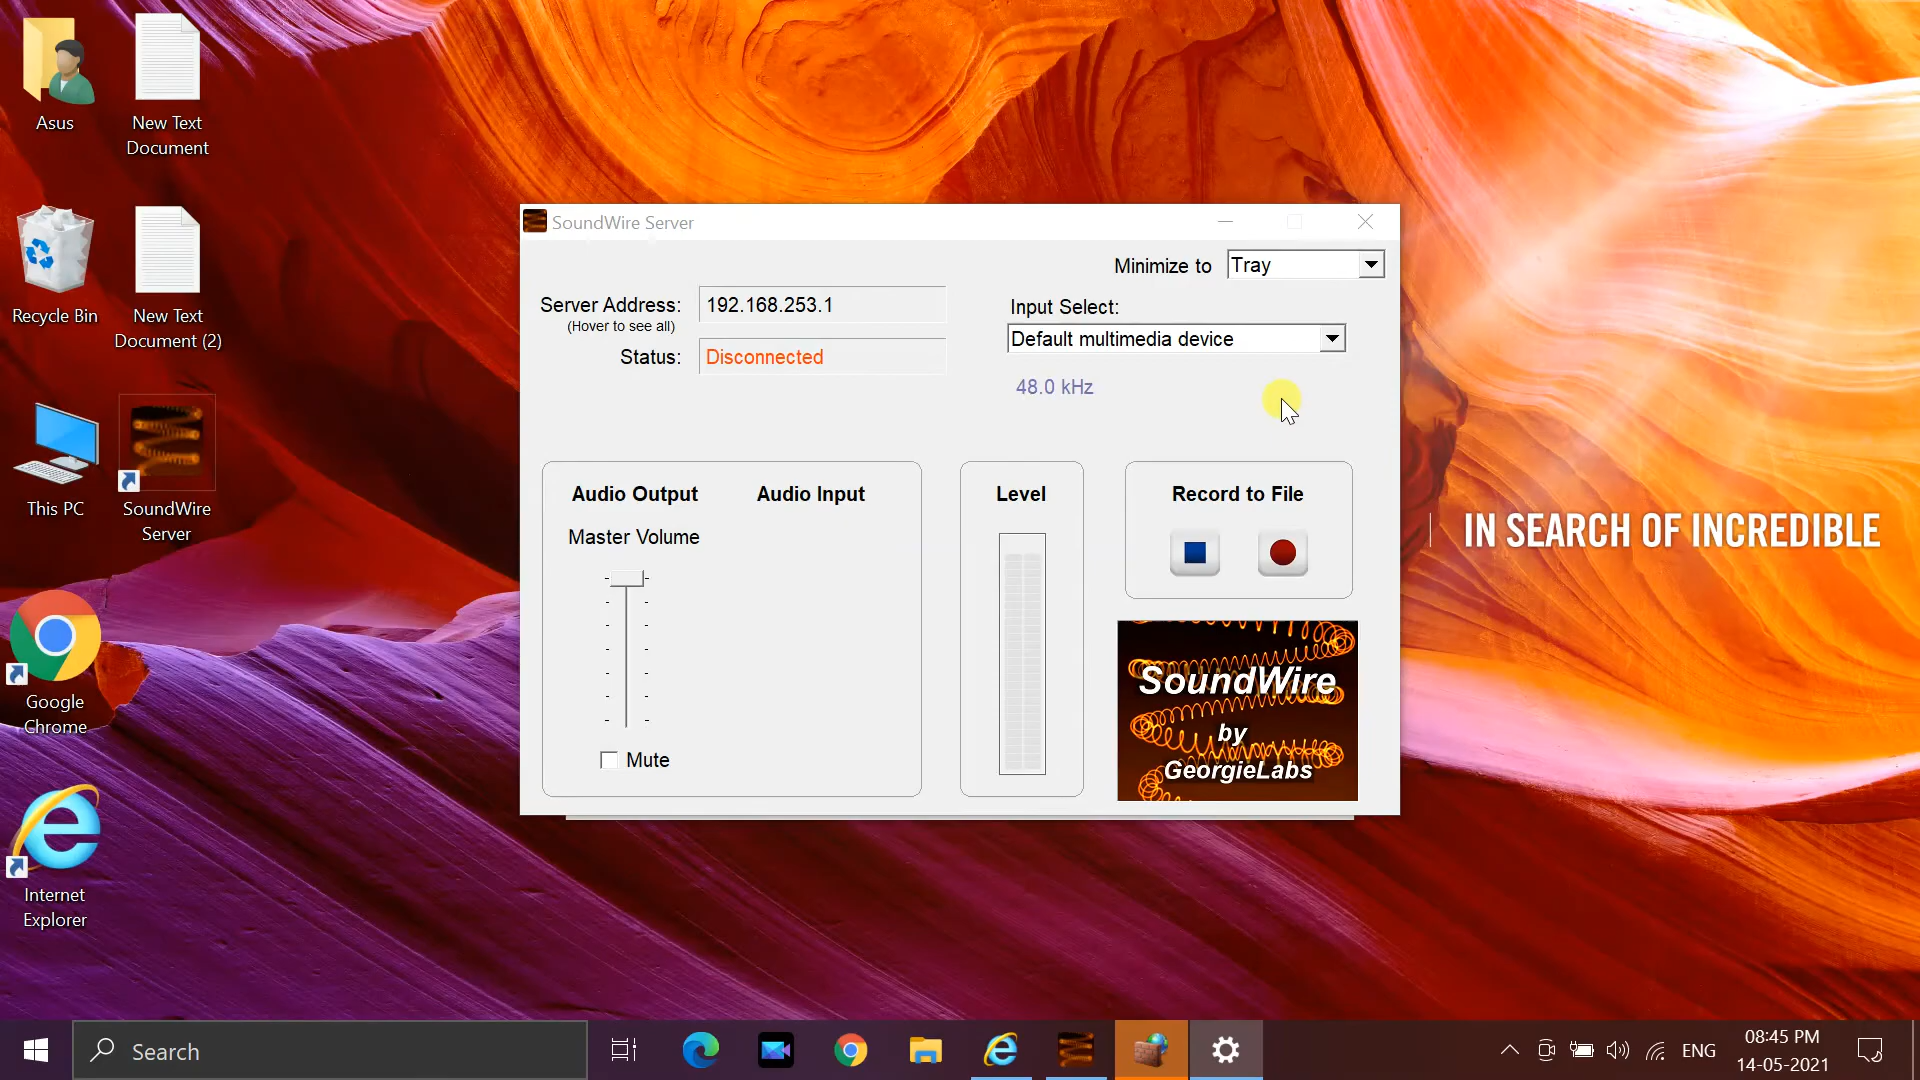 Asus
New Text
Document
Recycle Bin
New Text
Document (2)
This PC
SoundWire
Server
Google
Chrome
Internet
Explorer
SoundWire Server
Minimize to
Tray
Server Address:
(Hover to see all)
192.168.253.1
Status:
Disconnected
Input Select:
Default multimedia device
48.0 kHz
Audio Output
Audio Input
Master Volume
Mute
Level
Record to File
SoundWire
by
GeorgieLabs
IN SEARCH OF INCREDIBLE
Search
ENG
08:45 PM
14-05-2021